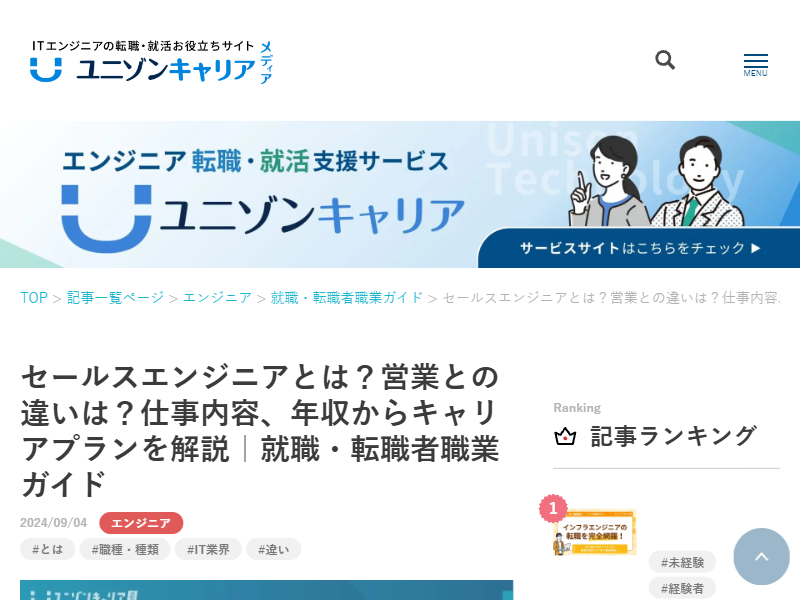 ITエンジニアの転職・就活お役立ちサイト
ユニゾンキャリア
メディア
MENU
Unison
Technology
エンジニア転職・就活支援サービス
ユニゾンキャリア
サービスサイトはこちらをチェック ▶
TOP > 記事一覧ページ > エンジニア > 就職・転職者職業ガイド > セールスエンジニアとは？営業との違いは？仕事内容.
セールスエンジニアとは？営業との
違いは？仕事内容、年収からキャリ
アプランを解説｜就職・転職者職業
ガイド
2024/09/04 エンジニア
#とは #職種・種類 #IT業界 #違い
Ranking
記事ランキング
1
インフラエンジニアの
転職を完全網羅！
#未経験
#経験者